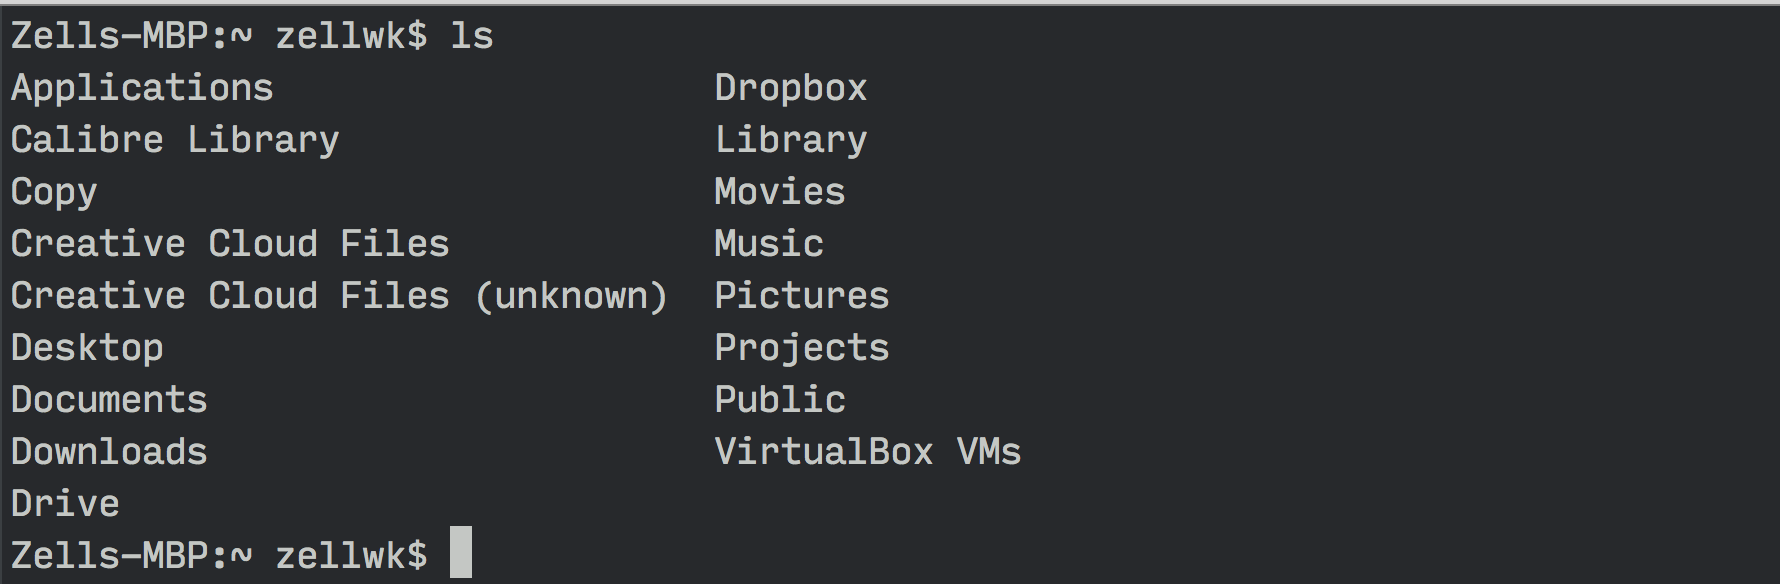 Zells-MBP:~ zellwk$ ls
Applications Dropbox
Calibre Library Library
Copy Movies
Creative Cloud Files Music
Creative Cloud Files (unknown) Pictures
Desktop Projects
Documents Public
Downloads VirtualBox VMs
Drive
Zells-MBP:~ zellwk$